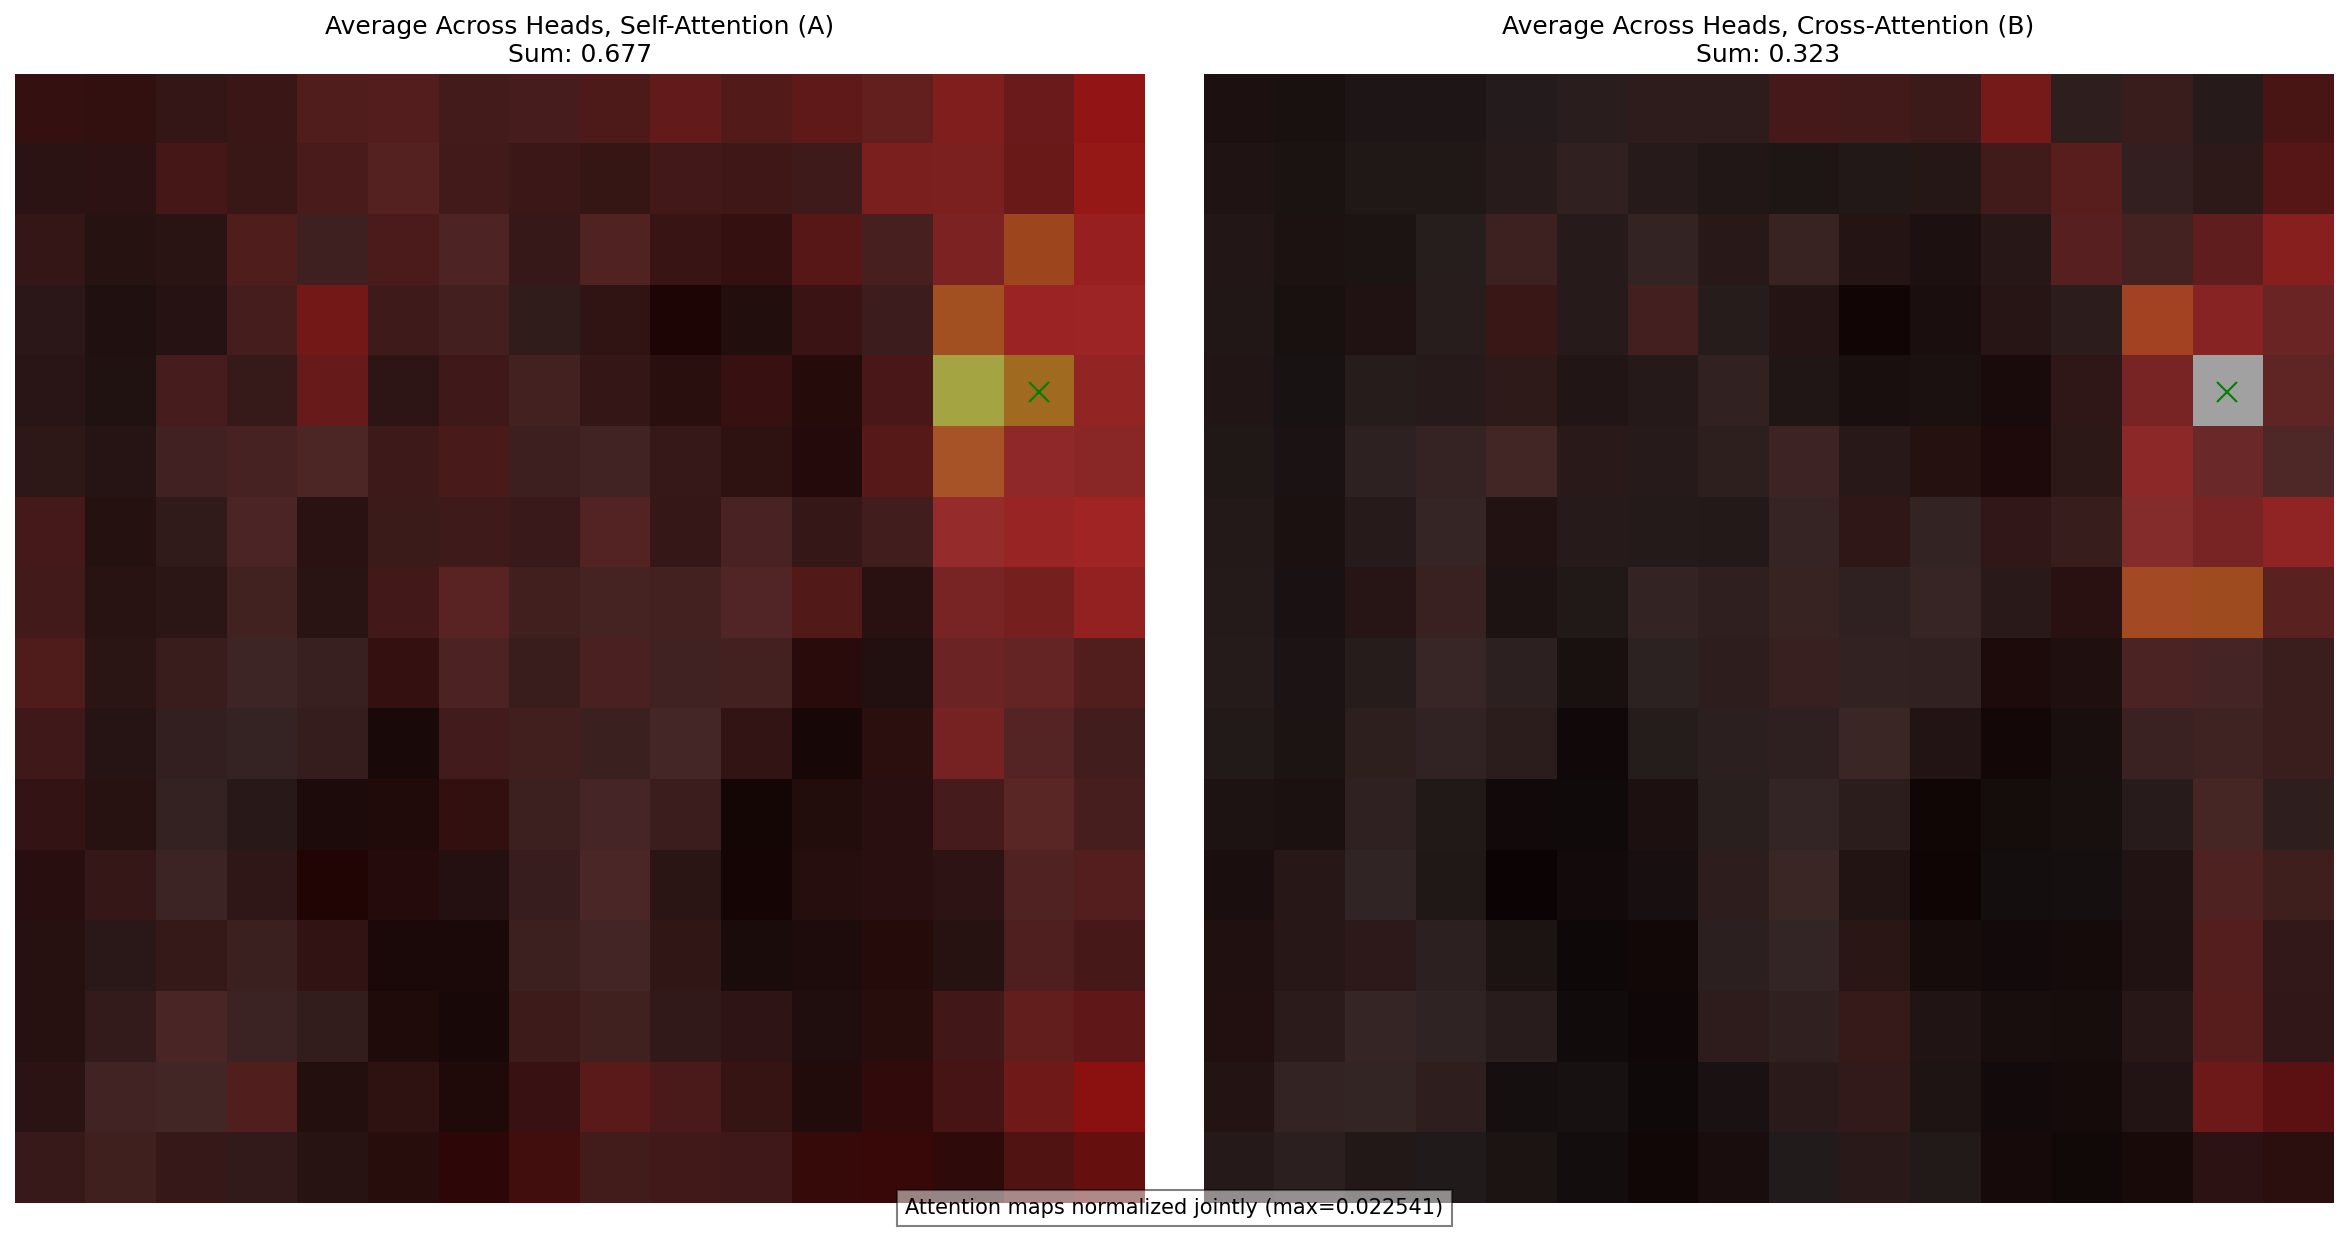 Average Across Heads, Self-Attention (A)
Sum: 0.677
Average Across Heads, Cross-Attention (B)
Sum: 0.323
Attention maps normalized jointly (max=0.022541)